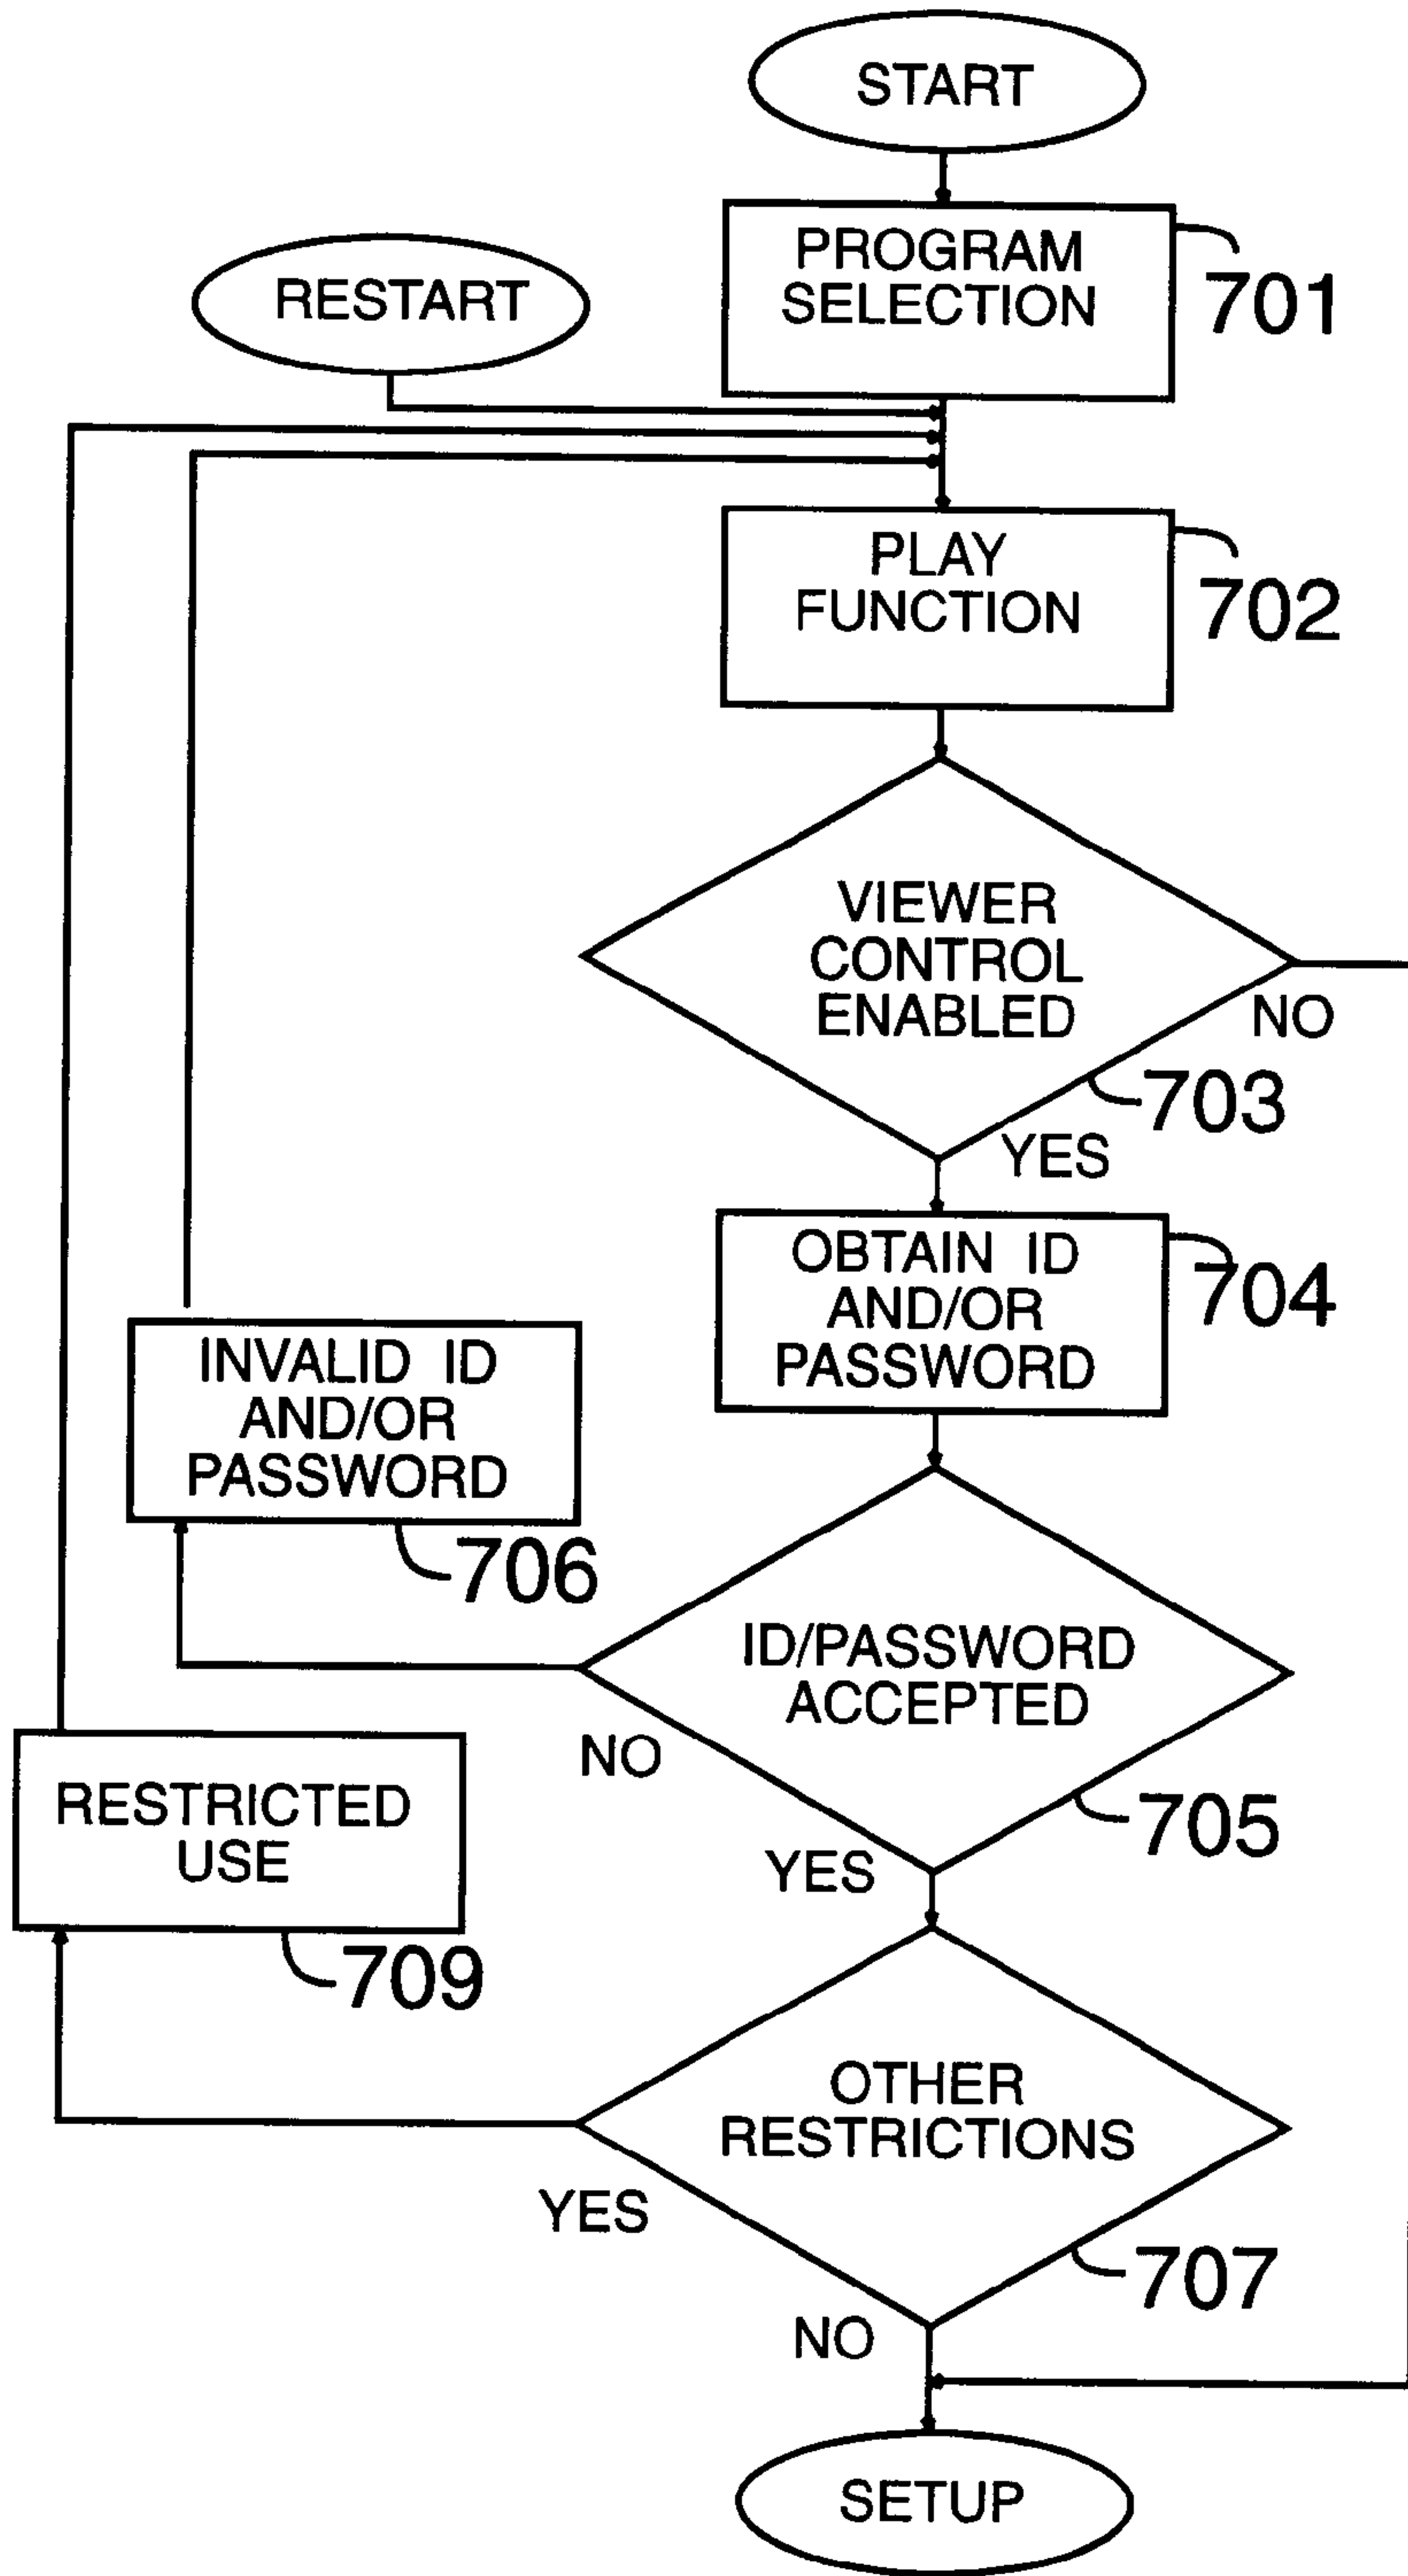 START
PROGRAM
SELECTION
701
RESTART
PLAY
FUNCTION
702
VIEWER
CONTROL
ENABLED
NO
703
YES
OBTAIN ID
AND/OR
PASSWORD
704
INVALID ID
AND/OR
PASSWORD
706
ID/PASSWORD
ACCEPTED
NO
705
YES
RESTRICTED
USE
709
OTHER
RESTRICTIONS
YES
707
NO
SETUP